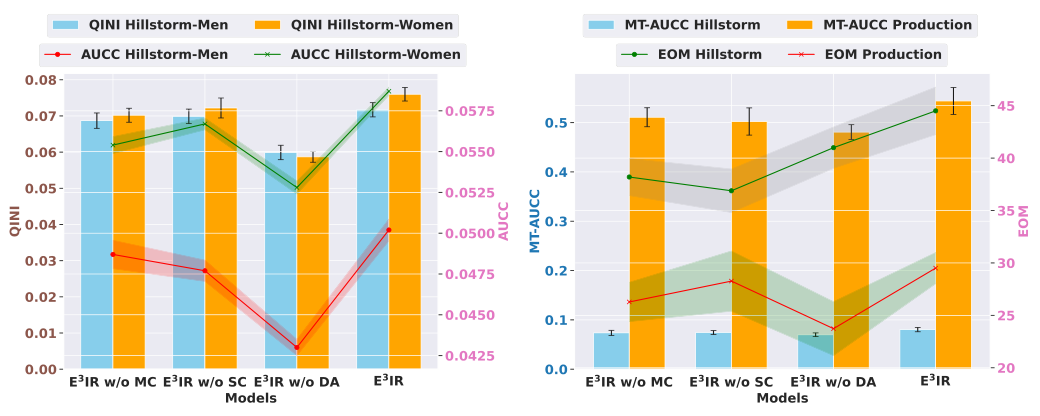 QINI Hillstorm-Men QINI Hillstorm-Women
AUCC Hillstorm-Men AUCC Hillstorm-Women
0.08
0.07
0.06
0.05
0.04
0.03
0.02
0.01
0.00
QINI
0.0575
0.0550
0.0525
0.0500
0.0475
0.0450
0.0425
AUCC
E³IR w/o MC E³IR w/o SC E³IR w/o DA E³IR
Models
MT-AUCC Hillstorm MT-AUCC Production
EOM Hillstorm EOM Production
0.5
0.4
0.3
0.2
0.1
0.0
MT-AUCC
45
40
35
30
25
20
EOM
E³IR w/o MC E³IR w/o SC E³IR w/o DA E³IR
Models